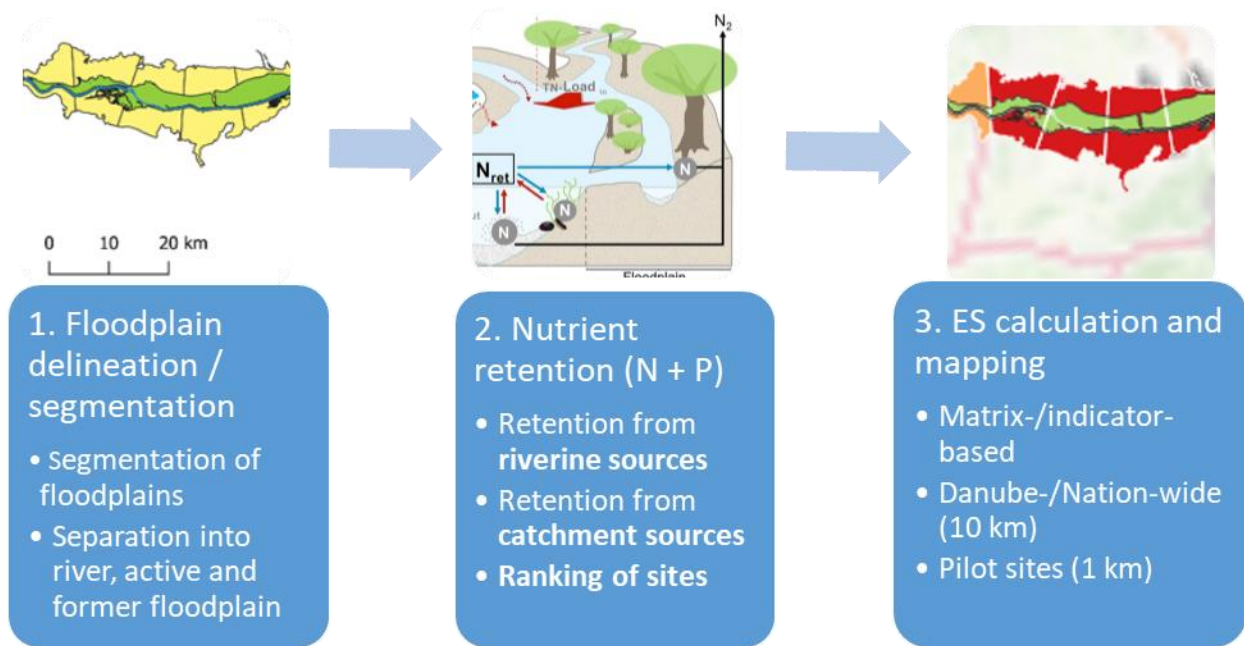 N2
TN-Load in
Nret
N
N
N
Floodplain
0 10 20 km
1. Floodplain
delineation /
segmentation
• Segmentation of
floodplains
• Separation into
river, active and
former floodplain
2. Nutrient
retention (N + P)
• Retention from
riverine sources
• Retention from
catchment sources
• Ranking of sites
3. ES calculation and
mapping
• Matrix-/indicator-
based
• Danube-/Nation-wide
(10 km)
• Pilot sites (1 km)